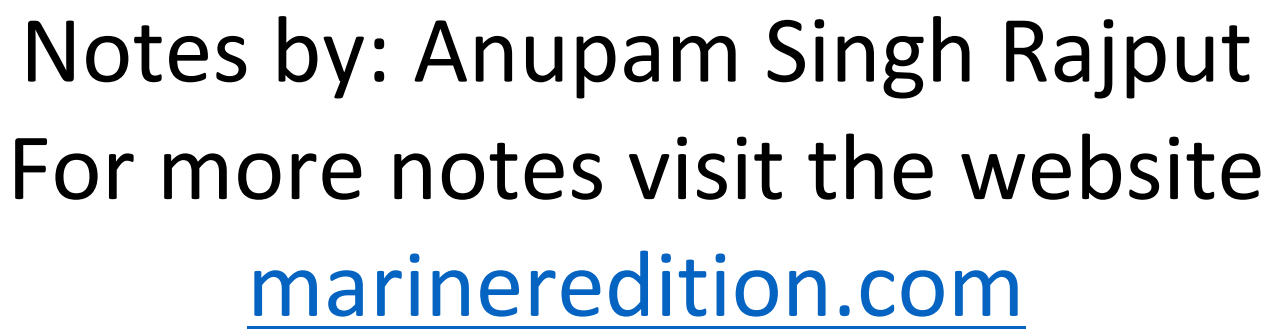 Notes by: Anupam Singh Rajput
For more notes visit the website
marineredition.com